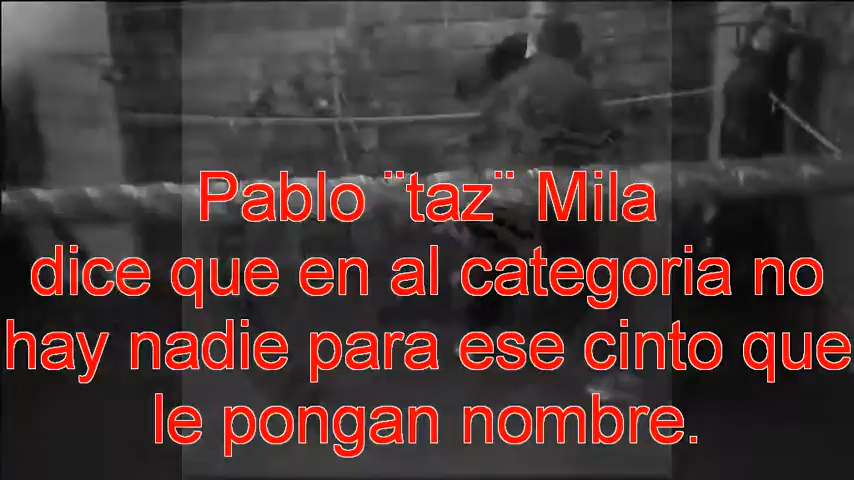 Pablo ¨taz¨ Mila
dice que en al categoria no
hay nadie para ese cinto que
le pongan nombre.